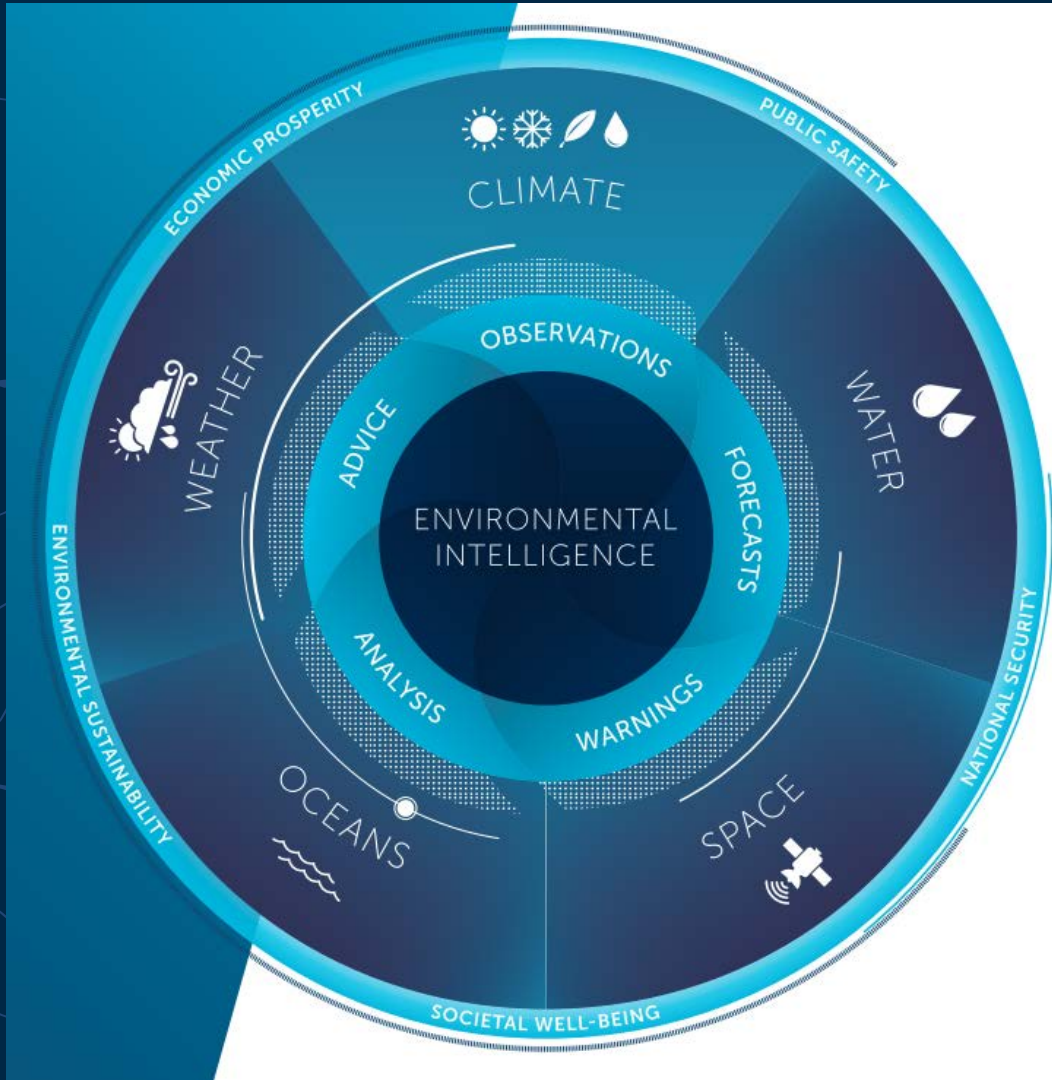 ECONOMIC PROSPERITY
PUBLIC SAFETY
CLIMATE
OBSERVATIONS
WEATHER
ADVICE
WATER
FORECASTS
ENVIRONMENTAL
INTELLIGENCE
ENVIRONMENTAL SUSTAINABILITY
ANALYSIS
WARNINGS
NATIONAL SECURITY
OCEANS
SPACE
SOCIETAL WELL-BEING